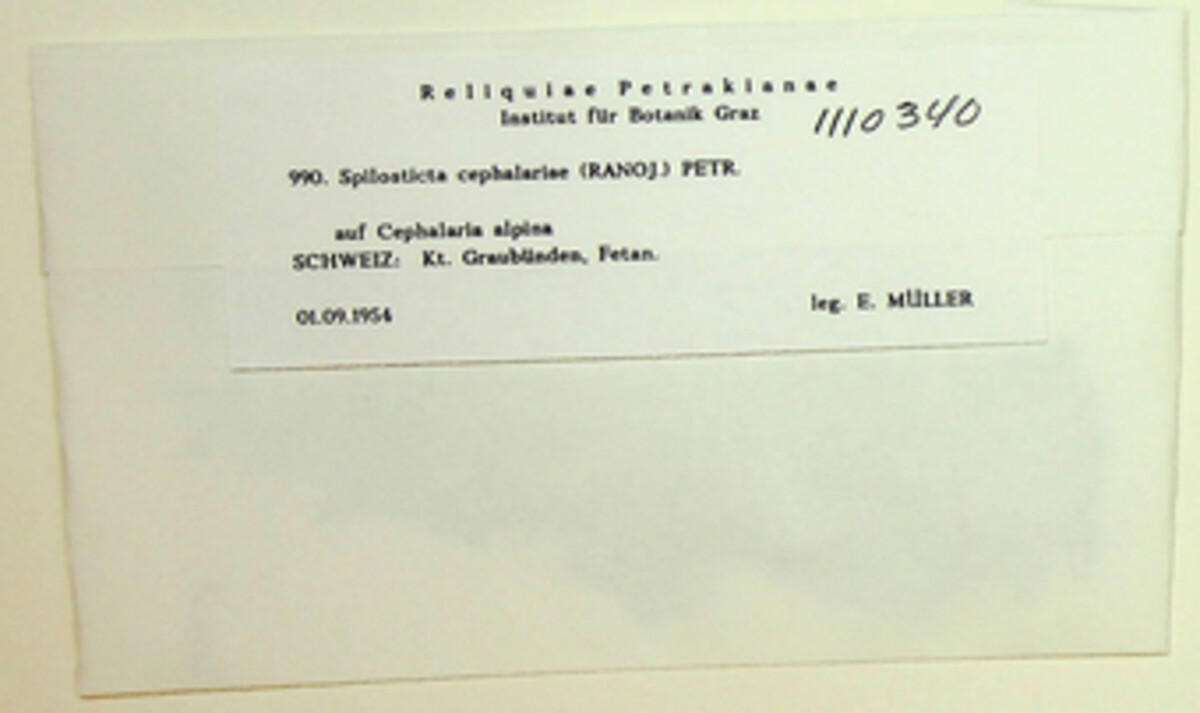 Reliquiae Petrakianae
Institut für Botanik Graz
1110340
990. Spilosticta cephalariae (RANOJ.) PETR.
auf Cephalaria alpina
SCHWEIZ: Kt. Graubünden, Fetan.
01.09.1954 leg. E. MÜLLER